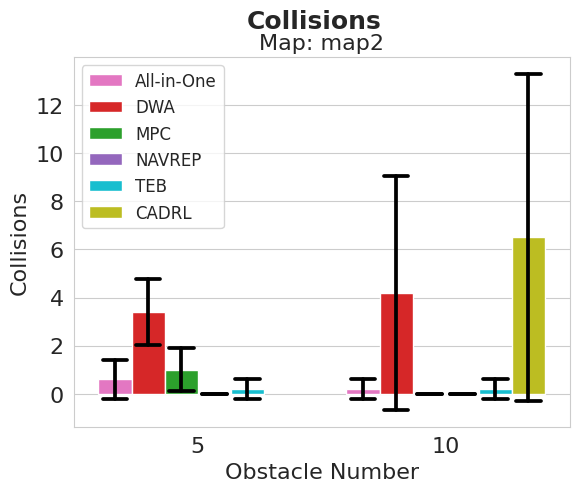 Collisions
Map: map2
All-in-One
DWA
MPC
NAVREP
TEB
CADRL
Collisions
12
10
8
6
4
2
0
5
10
Obstacle Number